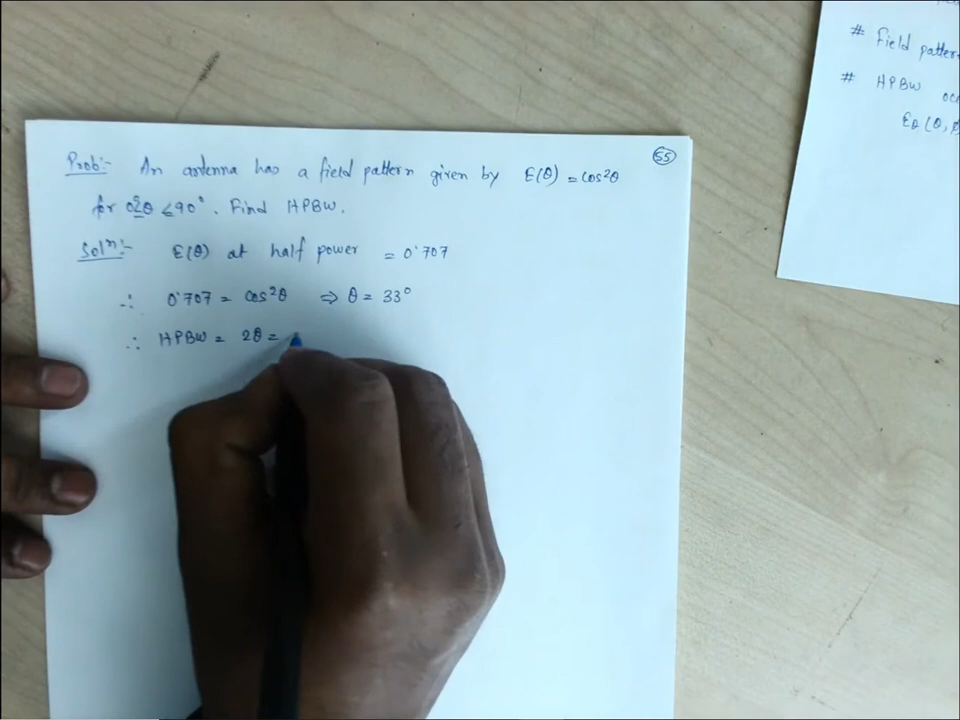 Prob:- An antenna has a field pattern given by E(θ) = cos²θ
for 0≤θ ≤90°. Find HPBW.
55
Solⁿ:- E(θ) at half power = 0.707
∴ 0.707 = cos²θ ⇒ θ = 33°
∴ HPBW = 2θ =
# Field pattern
# HPBW
Eθ(θ,